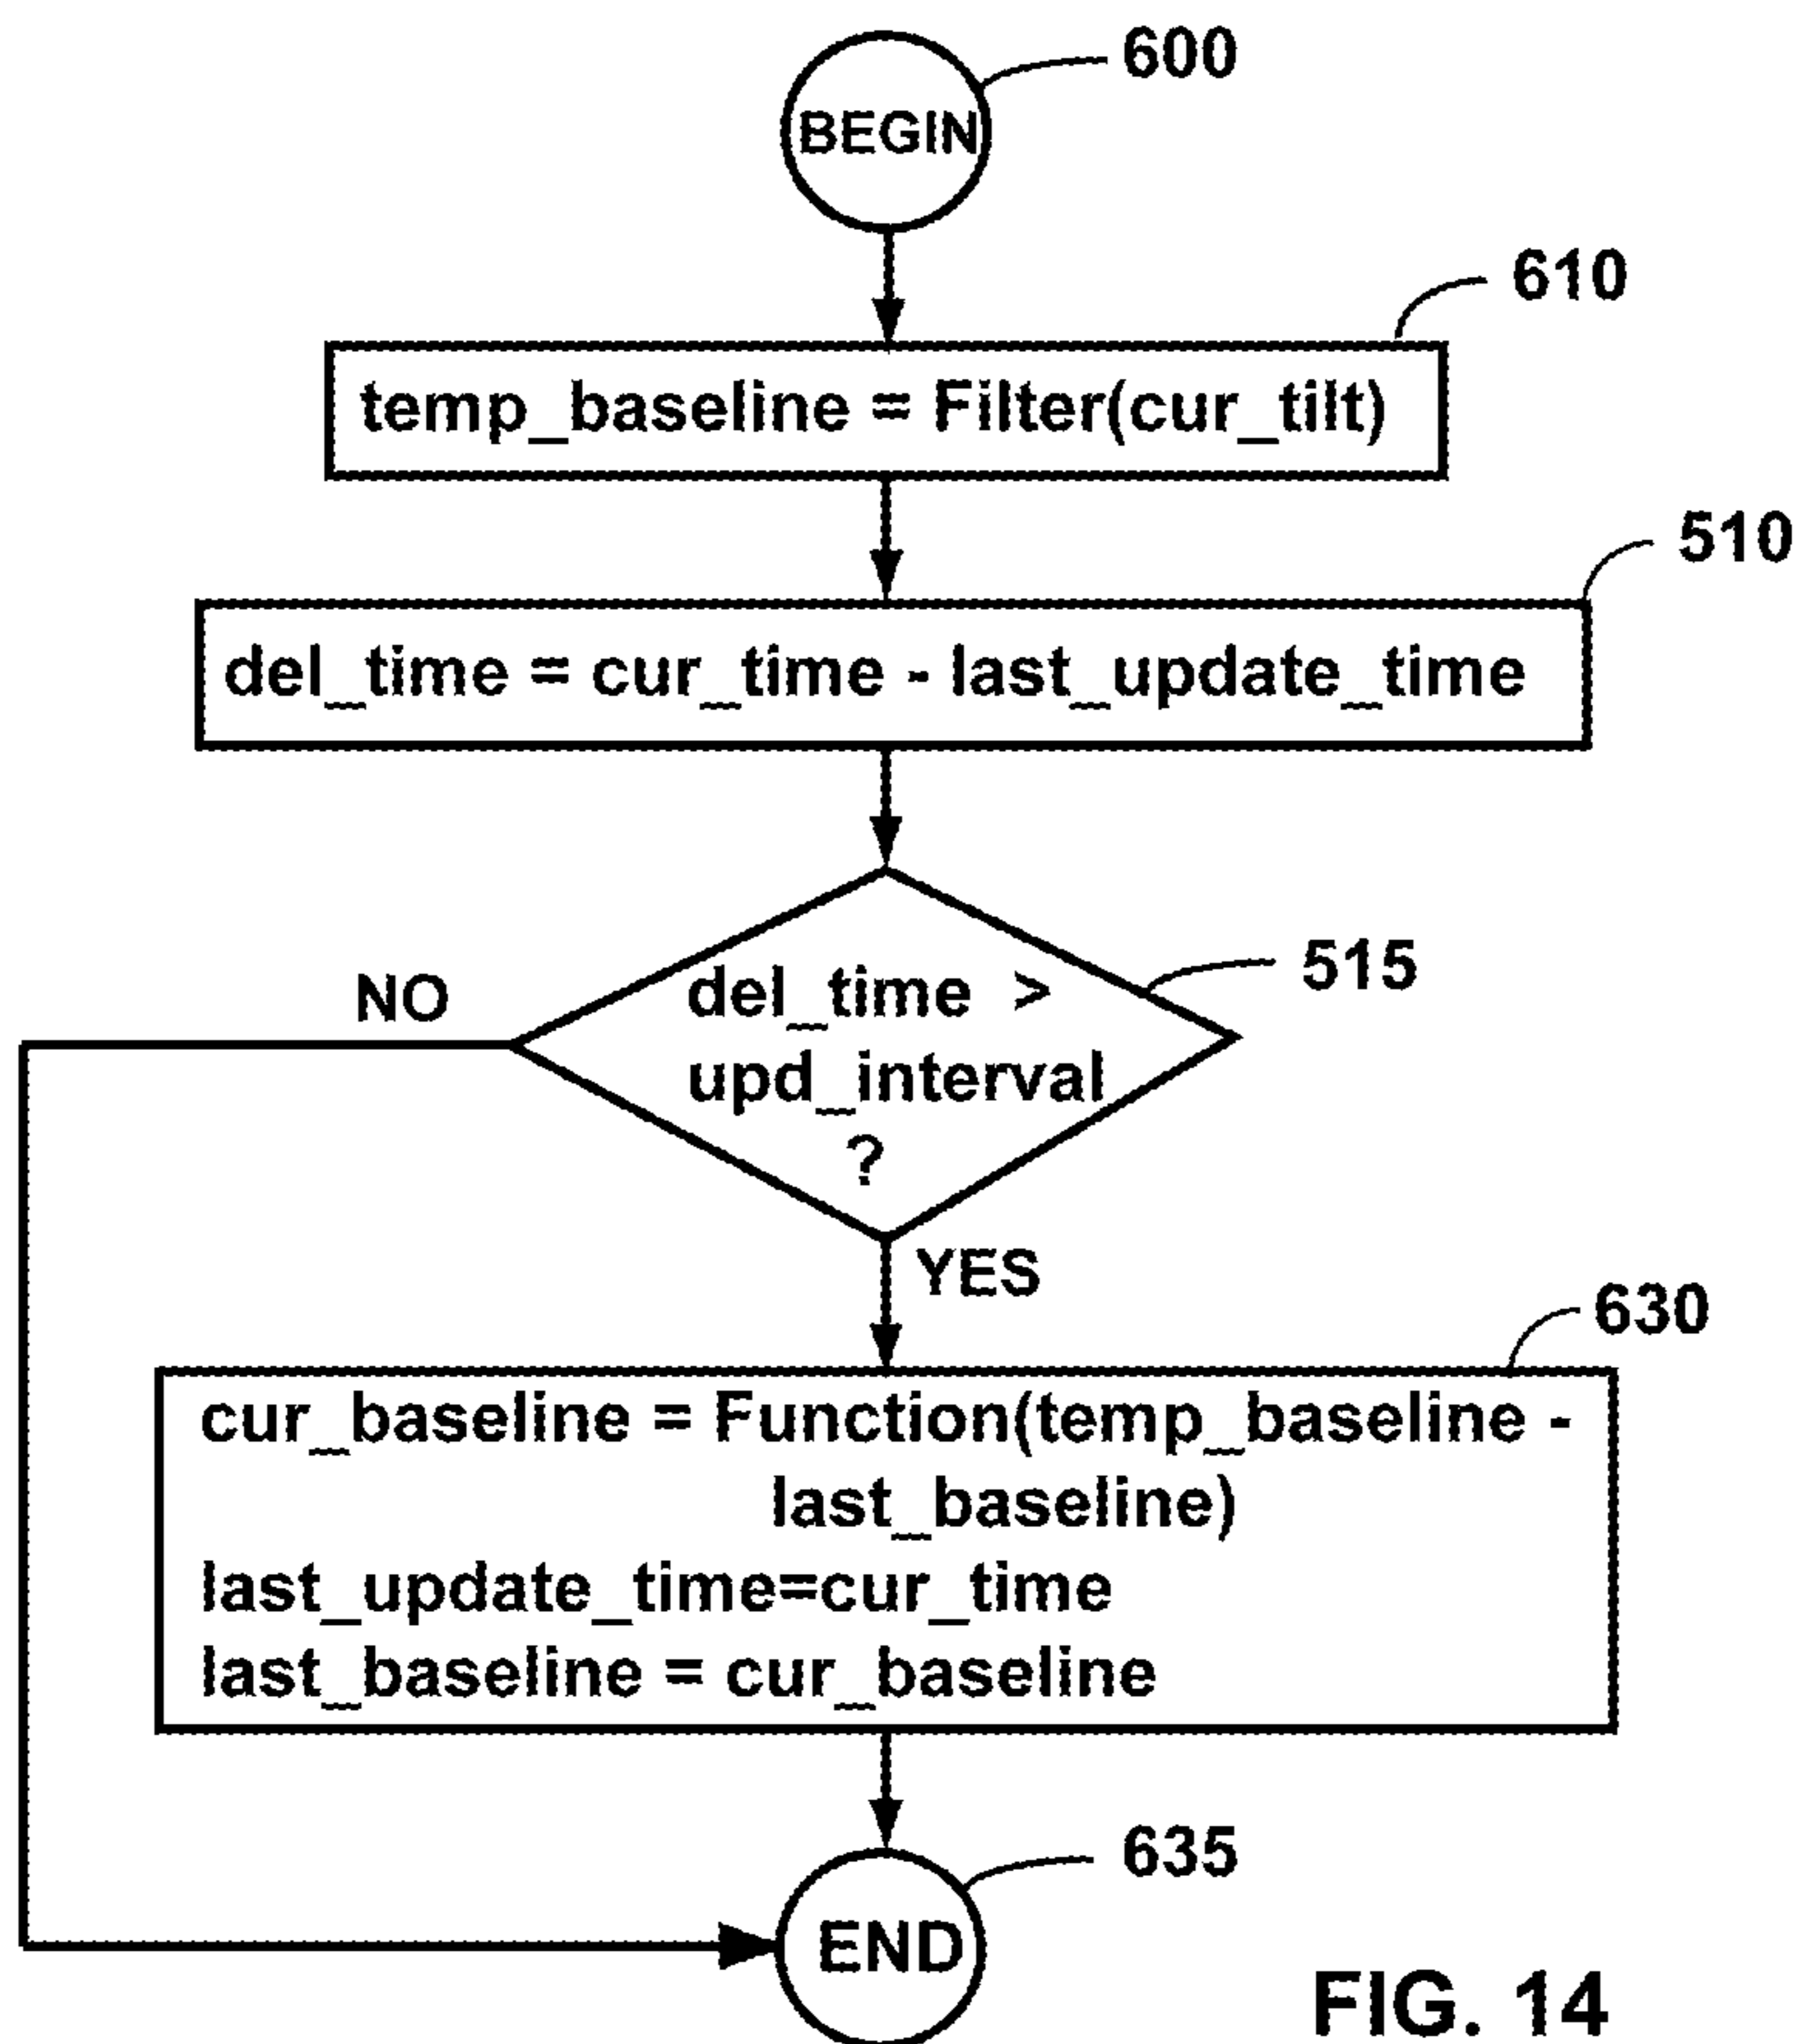 600
BEGIN
610
temp_baseline = Filter(cur_tilt)
510
del_time = cur_time - last_update_time
515
NO
del_time >
upd_interval
?
YES
630
cur_baseline = Function(temp_baseline -
last_baseline)
last_update_time=cur_time
last_baseline = cur_baseline
635
END
FIG. 14